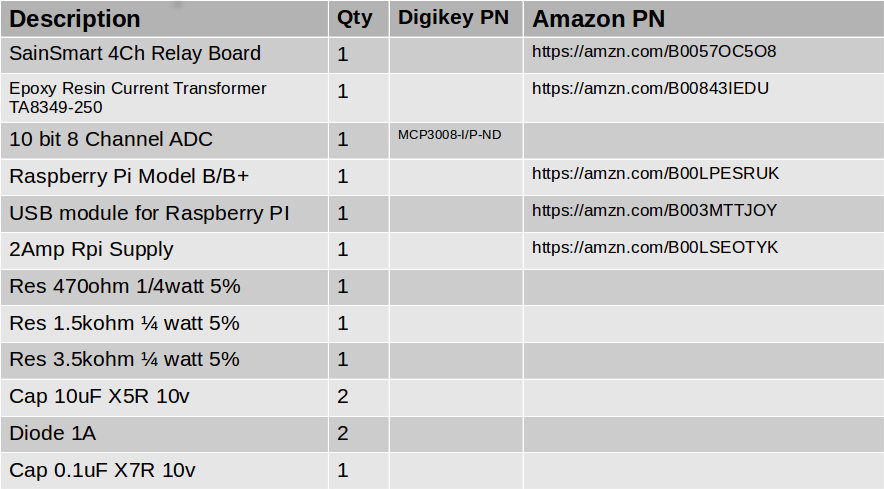 Description Qty Digikey PN Amazon PN
SainSmart 4Ch Relay Board 1 https://amzn.com/B0057OC5O8
Epoxy Resin Current Transformer
TA8349-250 1 https://amzn.com/B00843IEDU
10 bit 8 Channel ADC 1 MCP3008-I/P-ND
Raspberry Pi Model B/B+ 1 https://amzn.com/B00LPESRUK
USB module for Raspberry PI 1 https://amzn.com/B003MTTJOY
2Amp Rpi Supply 1 https://amzn.com/B00LSEOTYK
Res 470ohm 1/4watt 5% 1
Res 1.5kohm ¼ watt 5% 1
Res 3.5kohm ¼ watt 5% 1
Cap 10uF X5R 10v 2
Diode 1A 2
Cap 0.1uF X7R 10v 1